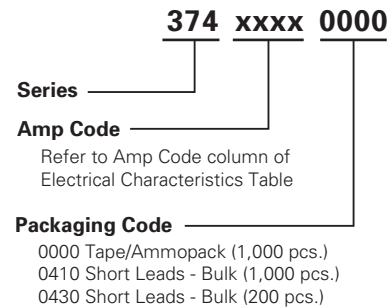 374 xxxx 0000
Series
Amp Code
Refer to Amp Code column of
Electrical Characteristics Table
Packaging Code
0000 Tape/Ammopack (1,000 pcs.)
0410 Short Leads - Bulk (1,000 pcs.)
0430 Short Leads - Bulk (200 pcs.)